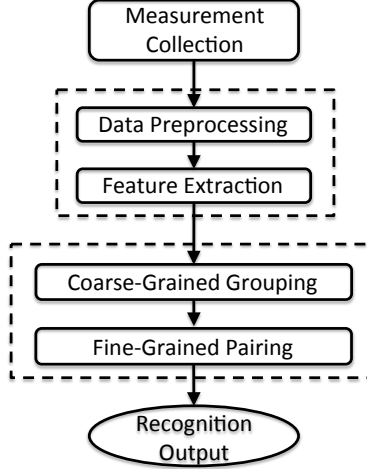 Measurement
Collection
Data Preprocessing
Feature Extraction
Coarse-Grained Grouping
Fine-Grained Pairing
Recognition
Output